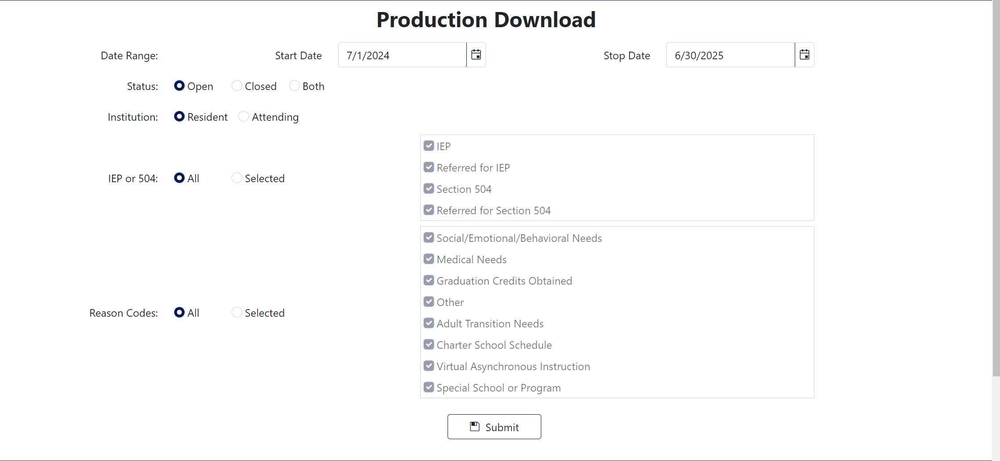 Production Download
Date Range: Start Date 7/1/2024 Stop Date 6/30/2025
Status: Open Closed Both
Institution: Resident Attending
IEP
Referred for IEP
IEP or 504: All Selected
Section 504
Referred for Section 504
Social/Emotional/Behavioral Needs
Medical Needs
Graduation Credits Obtained
Other
Reason Codes: All Selected
Adult Transition Needs
Charter School Schedule
Virtual Asynchronous Instruction
Special School or Program
Submit